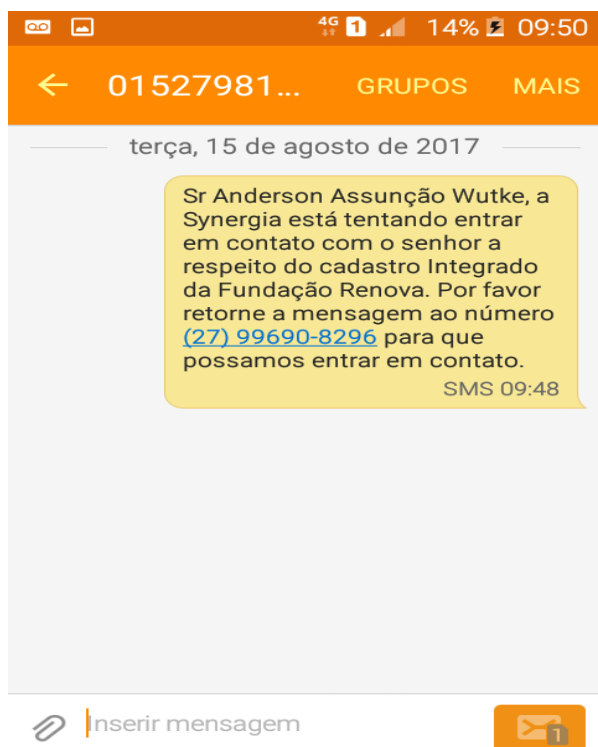 4G 1 14% 09:50
01527981... GRUPOS MAIS
terça, 15 de agosto de 2017
Sr Anderson Assunção Wutke, a
Synergia está tentando entrar
em contato com o senhor a
respeito do cadastro Integrado
da Fundação Renova. Por favor
retorne a mensagem ao número
(27) 99690-8296 para que
possamos entrar em contato.
SMS 09:48
Inserir mensagem
1